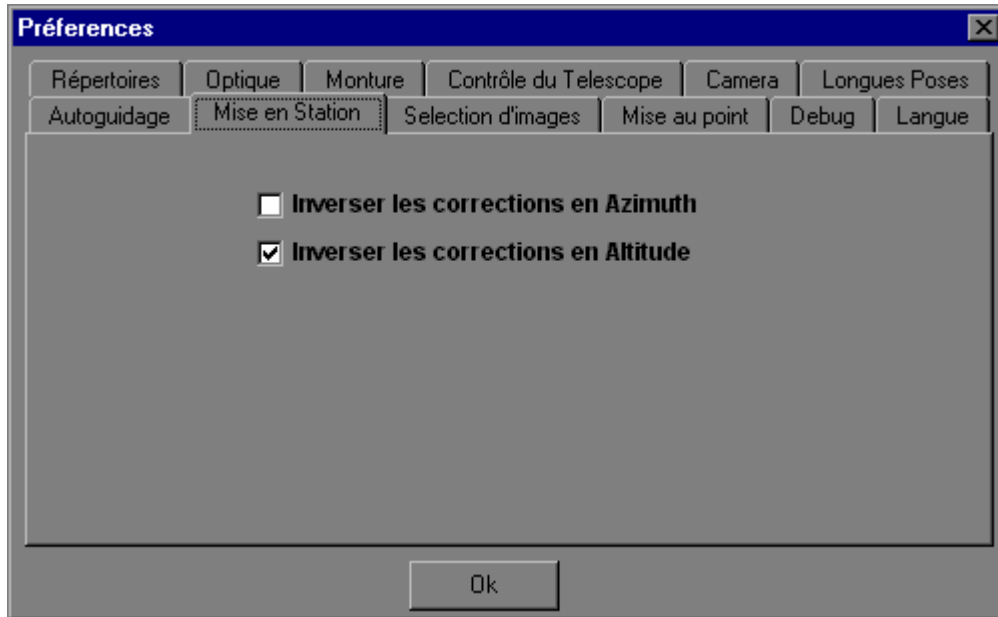 Préferences
Répertoires Optique Monture Contrôle du Telescope Camera Longues Poses
Autoguidage Mise en Station Selection d'images Mise au point Debug Langue
Inverser les corrections en Azimuth
Inverser les corrections en Altitude
Ok